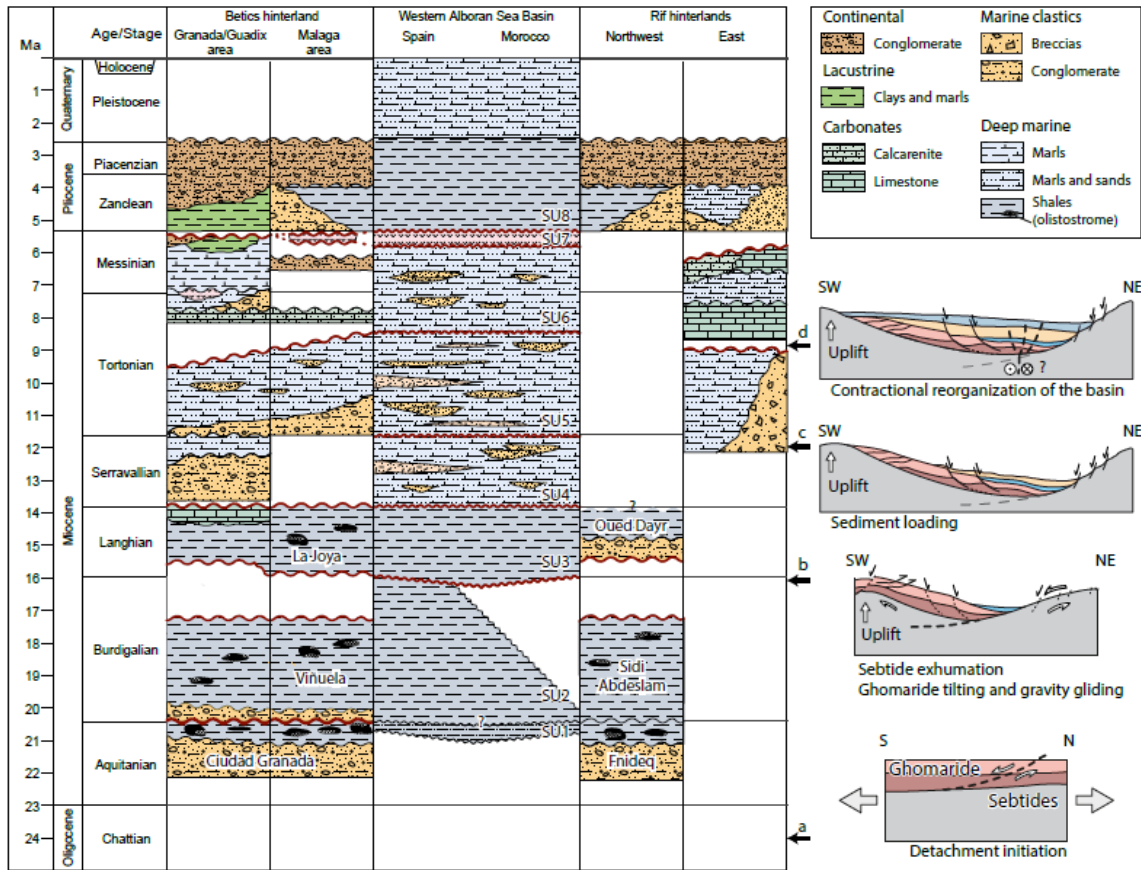 Betics hinterland
Western Alboran Sea Basin
Rif hinterlands
Ma
Age/Stage
Granada/Guadix area
Malaga area
Spain
Morocco
Northwest
East
Quaternary
Pliocene
Miocene
Oligocene
Holocene
Pleistocene
Piacenzian
Zanclean
Messinian
Tortonian
Serravallian
Langhian
Burdigalian
Aquitanian
Chattian
1
2
3
4
5
6
7
8
9
10
11
12
13
14
15
16
17
18
19
20
21
22
23
24
SU8
SU7
SU6
SU5
SU4
SU3
SU2
SU1
?
?
La Joya
Oued Dayr
Viñuela
Sidi
Abdeslam
Ciudad Granada
Fnideq
d
c
b
a
Continental
Conglomerate
Lacustrine
Clays and marls
Carbonates
Calcarenite
Limestone
Marine clastics
Breccias
Conglomerate
Deep marine
Marls
Marls and sands
Shales
(olistostrome)
SW
NE
Uplift
?
Contractional reorganization of the basin
SW
NE
Uplift
Sediment loading
SW
NE
Uplift
Sebtide exhumation
Ghomaride tilting and gravity gliding
S
N
Ghomaride
Sebtides
Detachment initiation